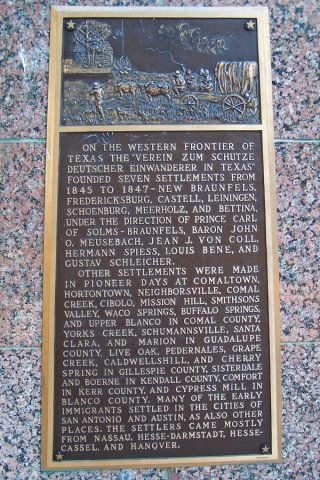 ON THE WESTERN FRONTIER OF
TEXAS THE "VEREIN ZUM SCHUTZE
DEUTSCHER EINWANDERER IN TEXAS"
FOUNDED SEVEN SETTLEMENTS FROM
1845 TO 1847-NEW BRAUNFELS,
FREDERICKSBURG, CASTELL, LEININGEN,
SCHOENBURG, MEERHOLZ, AND BETTINA,
UNDER THE DIRECTION OF PRINCE CARL
OF SOLMS-BRAUNFELS, BARON JOHN
O. MEUSEBACH, JEAN J. VON COLL,
HERMANN SPIESS, LOUIS BENE, AND
GUSTAV SCHLEICHER.
OTHER SETTLEMENTS WERE MADE
IN PIONEER DAYS AT COMALTOWN,
HORTONTOWN, NEIGHBORSVILLE, COMAL
CREEK, CIBOLO, MISSION HILL, SMITHSONS
VALLEY, WACO SPRINGS, BUFFALO SPRINGS,
AND UPPER BLANCO IN COMAL COUNTY,
YORKS CREEK, SCHUMANNSVILLE, SANTA
CLARA, AND MARION IN GUADALUPE
COUNTY, LIVE OAK, PEDERNALES, GRAPE
CREEK, CALDWELLSHILL, AND CHERRY
SPRING IN GILLESPIE COUNTY, SISTERDALE
AND BOERNE IN KENDALL COUNTY, COMFORT
IN KERR COUNTY, AND CYPRESS MILL IN
BLANCO COUNTY. MANY OF THE EARLY
IMMIGRANTS SETTLED IN THE CITIES OF
SAN ANTONIO AND AUSTIN, AS ALSO OTHER
PLACES. THE SETTLERS CAME MOSTLY
FROM NASSAU, HESSE-DARMSTADT, HESSE-
CASSEL, AND HANOVER.